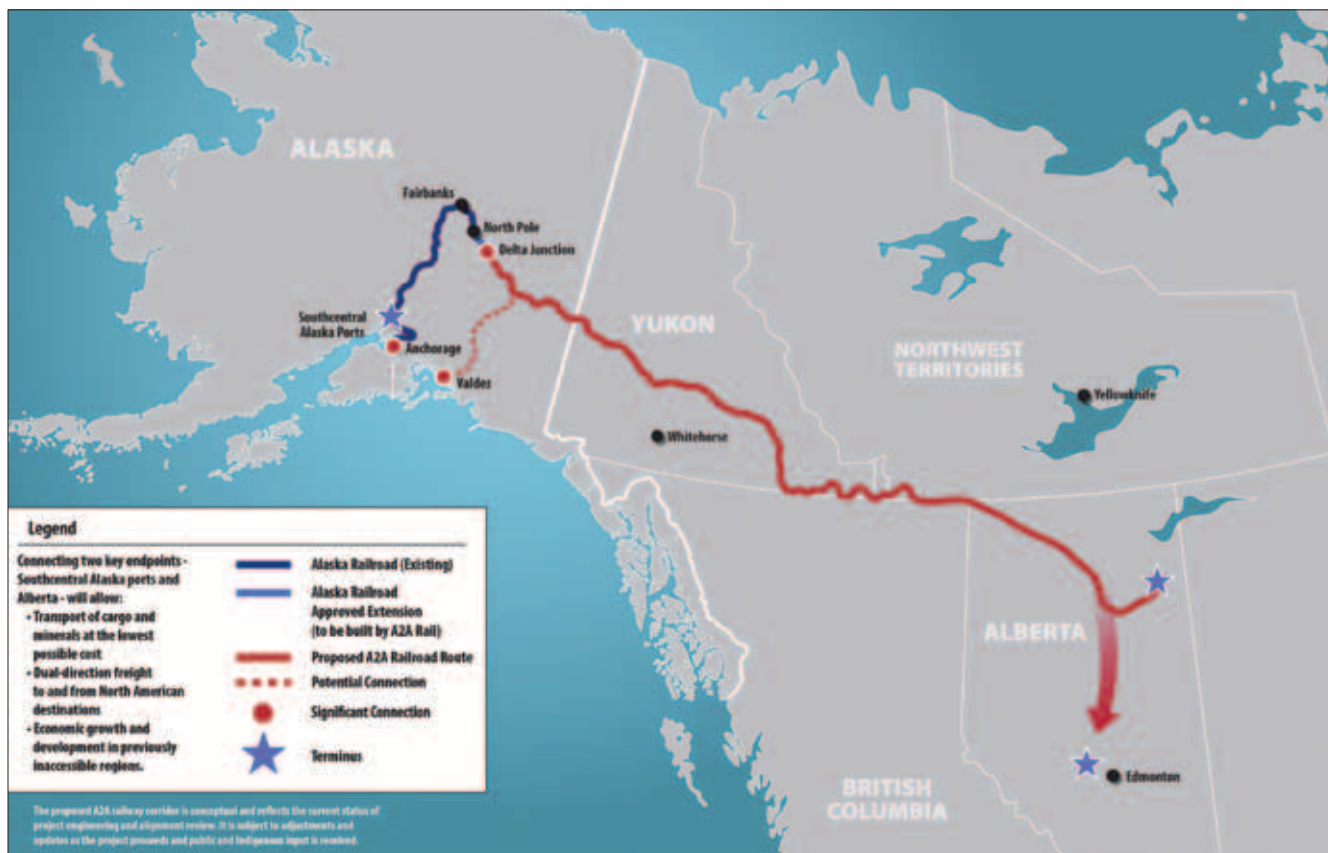 ALASKA
Fairbanks
North Pole
Delta Junction
Southcentral
Alaska Ports
Anchorage
Valdez
YUKON
Whitehorse
NORTHWEST
TERRITORIES
Yellowknife
ALBERTA
BRITISH
COLUMBIA
Edmonton
Legend
Connecting two key endpoints -
Southcentral Alaska ports and
Alberta - will allow:
• Transport of cargo and
minerals at the lowest
possible cost
• Dual-direction freight
to and from North American
destinations
• Economic growth and
development in previously
inaccessible regions.
Alaska Railroad (Existing)
Alaska Railroad
Approved Extension
(to be built by A2A Rail)
Proposed A2A Railroad Route
Potential Connection
Significant Connection
Terminus
The proposed A2A railway corridor is conceptual and reflects the current status of
project engineering and alignment review. It is subject to adjustments and
updates as the project proceeds and public and Indigenous input is received.